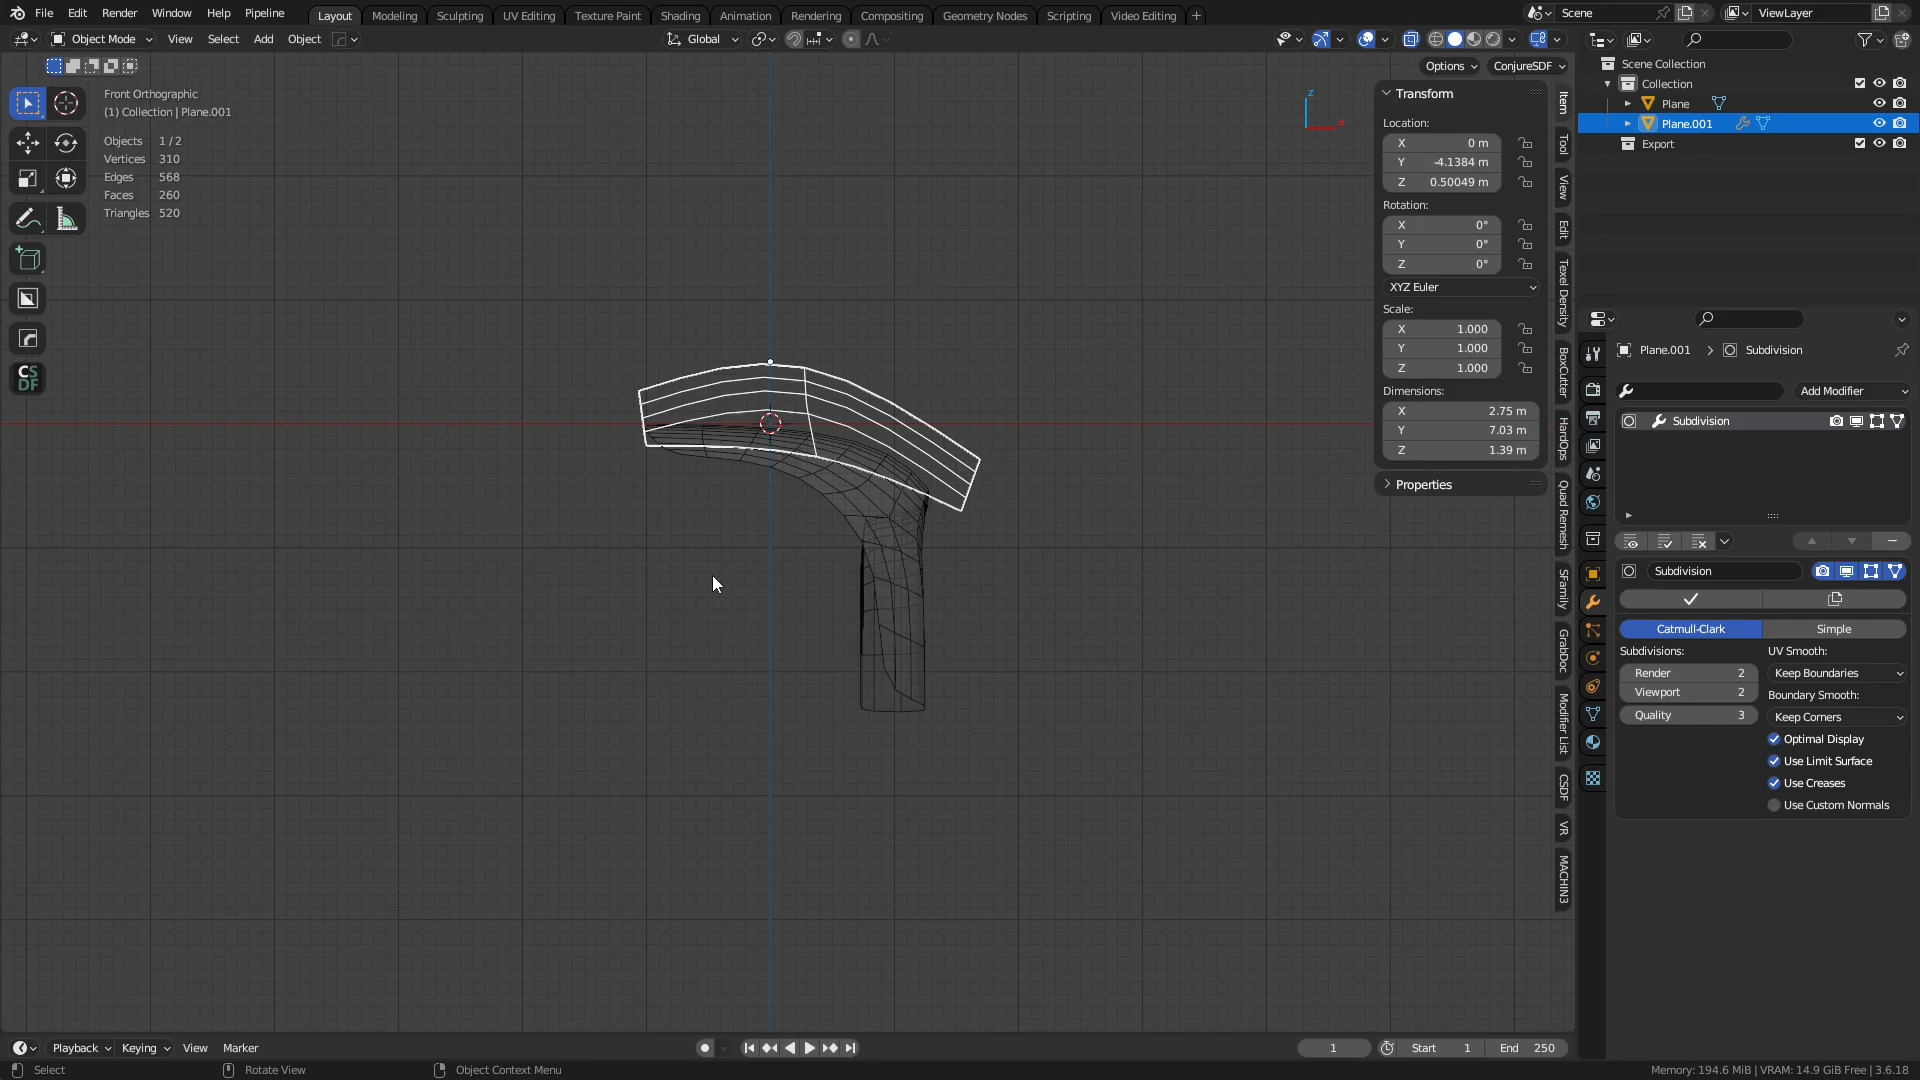 File Edit Render Window Help Pipeline Layout Modeling Sculpting UV Editing Texture Paint Shading Animation Rendering Compositing Geometry Nodes Scripting Video Editing + Scene ViewLayer
Object Mode View Select Add Object Global
Options ConjureSDF
Front Orthographic
(1) Collection | Plane.001
Objects 1/2
Vertices 310
Edges 568
Faces 260
Triangles 520
CS
DF
z
Transform
Location:
X 0 m
Y -4.1384 m
Z 0.50049 m
Rotation:
X 0°
Y 0°
Z 0°
XYZ Euler
Scale:
X 1.000
Y 1.000
Z 1.000
Dimensions:
X 2.75 m
Y 7.03 m
Z 1.39 m
Properties
Item
Tool
View
Edit
Texel Density
BoxCutter
HardOps
Quad Remesh
SFamily
GrabDoc
Modifier List
CSDF
VR
MACHIN3
Scene Collection
Collection
Plane
Plane.001
Export
Plane.001 Subdivision
Add Modifier
Subdivision
Subdivision
Catmull-Clark Simple
Subdivisions: UV Smooth:
Render 2 Keep Boundaries
Viewport 2 Boundary Smooth:
Quality 3 Keep Corners
Optimal Display
Use Limit Surface
Use Creases
Use Custom Normals
Playback Keying View Marker 1 Start 1 End 250
Select Rotate View Object Context Menu Memory: 194.6 MiB | VRAM: 14.9 GiB Free | 3.6.18